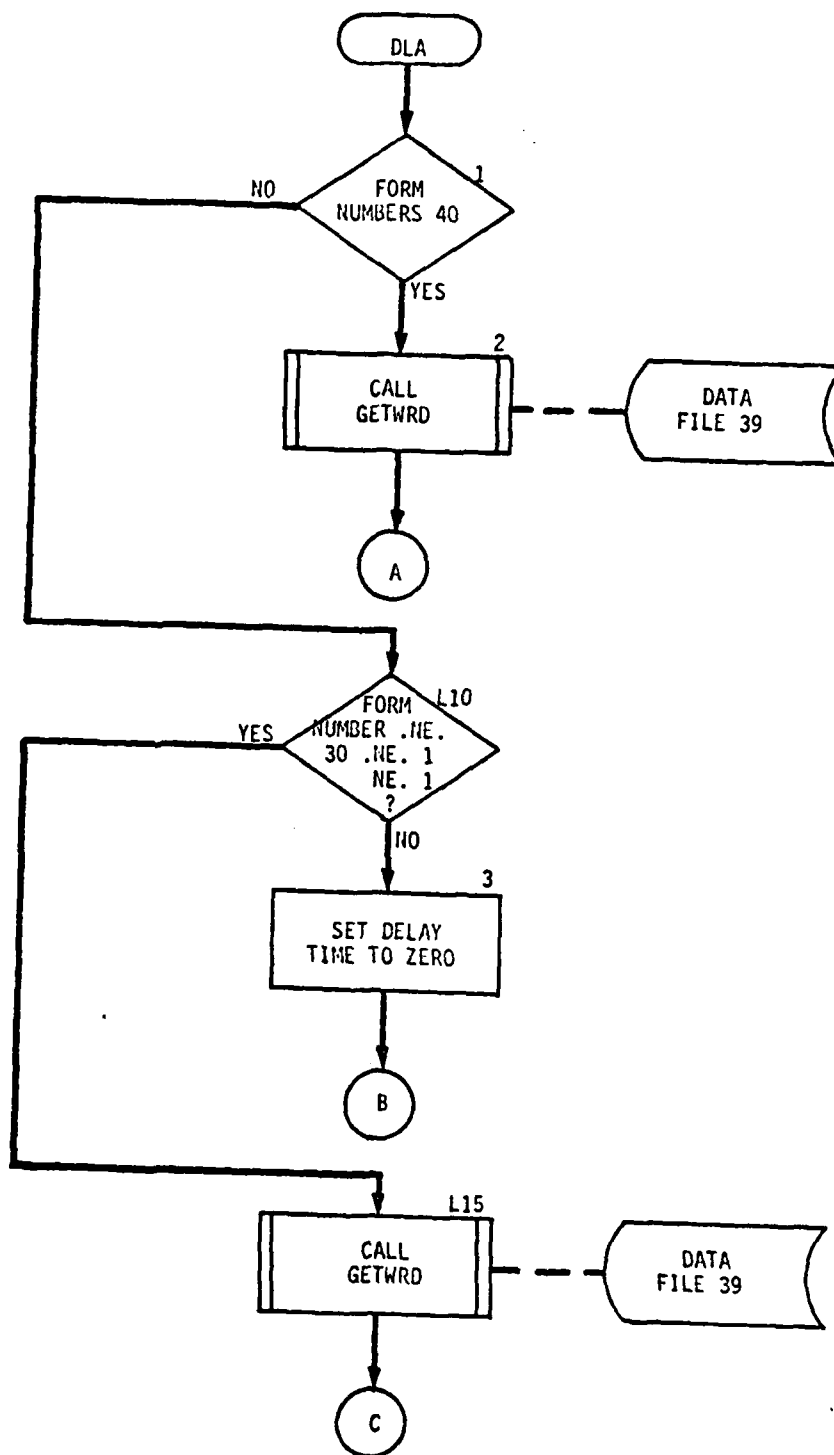 DLA
1
FORM
NUMBERS 40
NO
YES
2
CALL
GETWRD
DATA
FILE 39
A
L10
FORM
NUMBER .NE.
30 .NE. 1
NE. 1
?
YES
NO
3
SET DELAY
TIME TO ZERO
B
L15
CALL
GETWRD
DATA
FILE 39
C